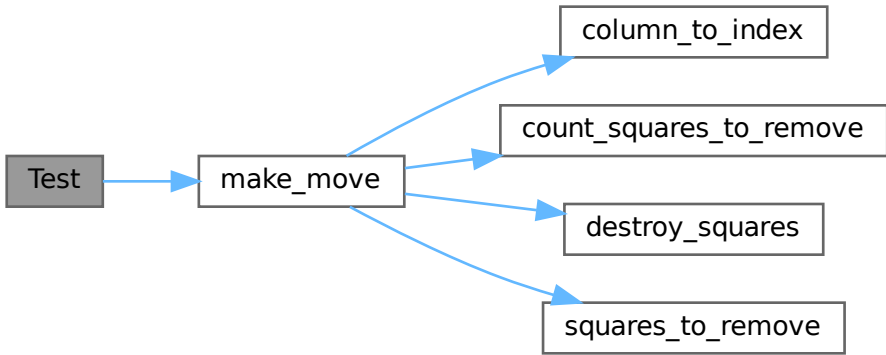 Test
make_move
column_to_index
count_squares_to_remove
destroy_squares
squares_to_remove